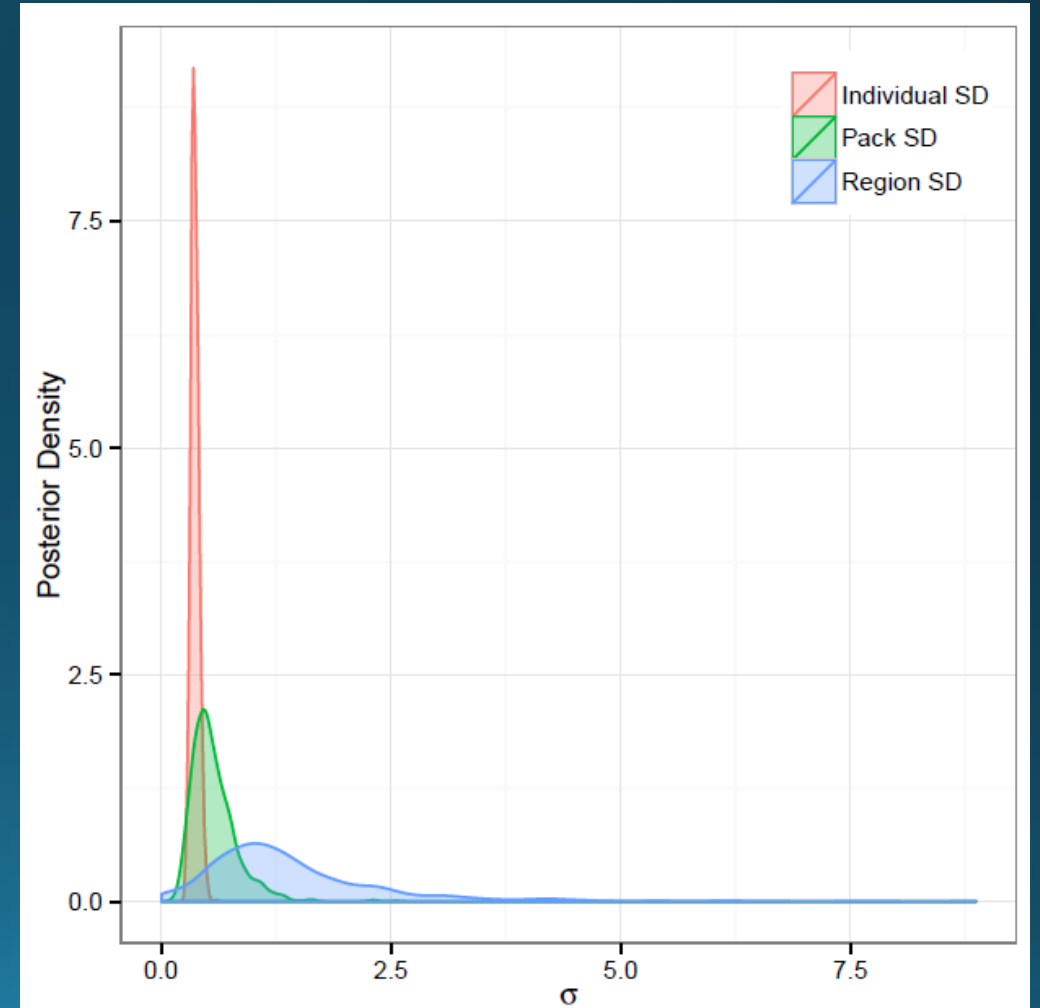 Individual SD
Pack SD
Region SD
7.5
5.0
2.5
0.0
Posterior Density
0.0 2.5 5.0 7.5
σ